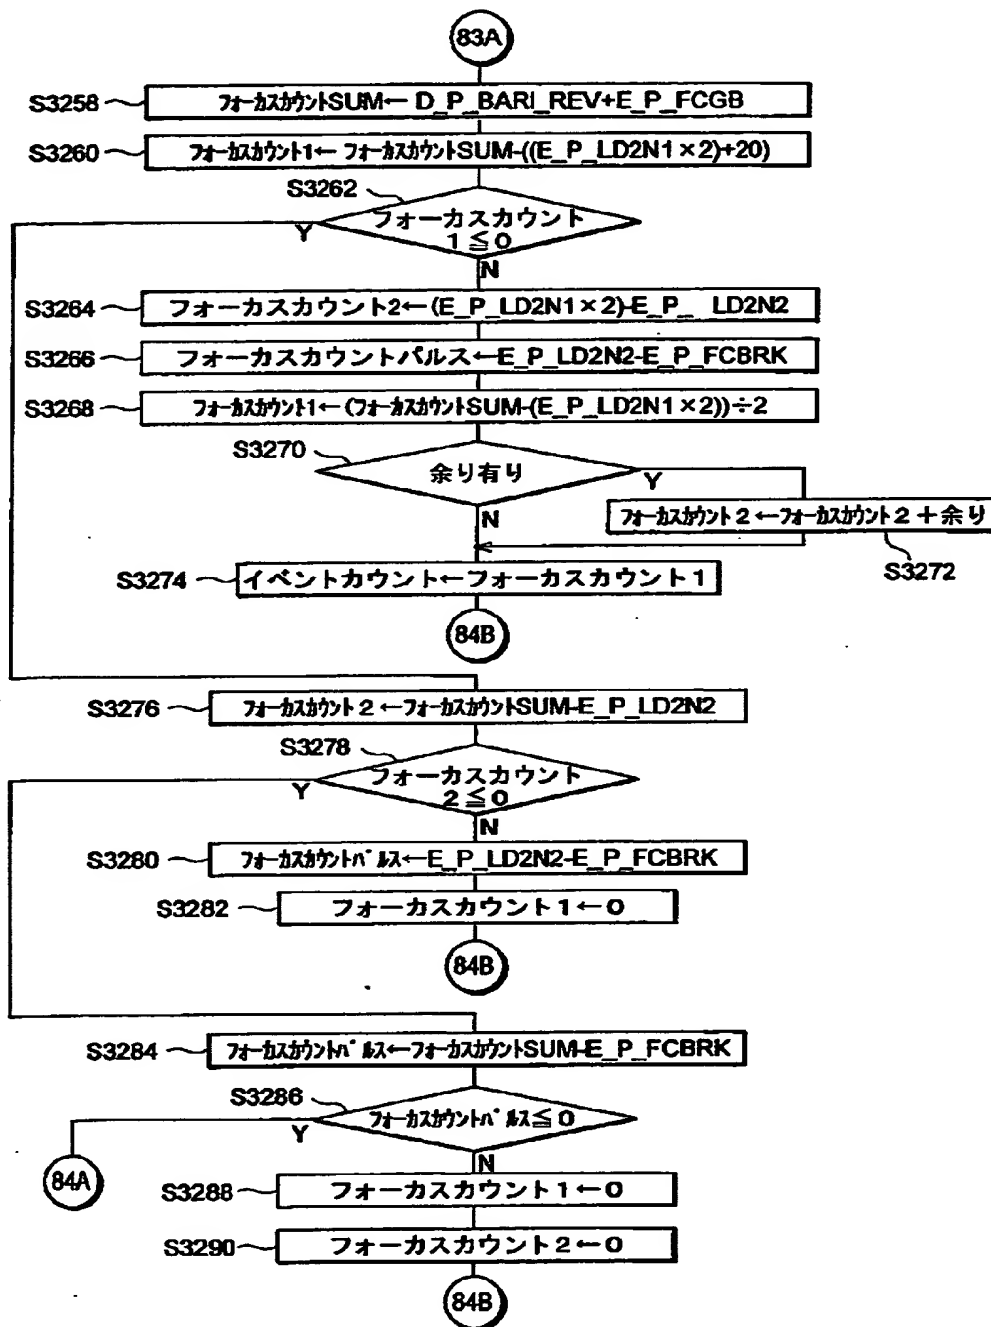 83A
S3258
フォーカスカウントSUM← D_P_BARI_REV+E_P_FCGB
S3260
フォーカスカウント1← フォーカスカウントSUM-((E_P_LD2N1×2)+20)
S3262
フォーカスカウント
1≦0
Y
N
S3264
フォーカスカウント2←(E_P_LD2N1×2)-E_P_ LD2N2
S3266
フォーカスカウントパルス←E_P_LD2N2-E_P_FCBRK
S3268
フォーカスカウント1←(フォーカスカウントSUM-(E_P_LD2N1×2))÷2
S3270
余り有り
Y
N
フォーカスカウント2←フォーカスカウント2+余り
S3272
S3274
イベントカウント←フォーカスカウント1
84B
S3276
フォーカスカウント2←フォーカスカウントSUM-E_P_LD2N2
S3278
フォーカスカウント
2≦0
Y
N
S3280
フォーカスカウントパルス←E_P_LD2N2-E_P_FCBRK
S3282
フォーカスカウント1←0
84B
S3284
フォーカスカウントパルス←フォーカスカウントSUM-E_P_FCBRK
S3286
フォーカスカウントパルス≦0
Y
N
84A
S3288
フォーカスカウント1←0
S3290
フォーカスカウント2←0
84B